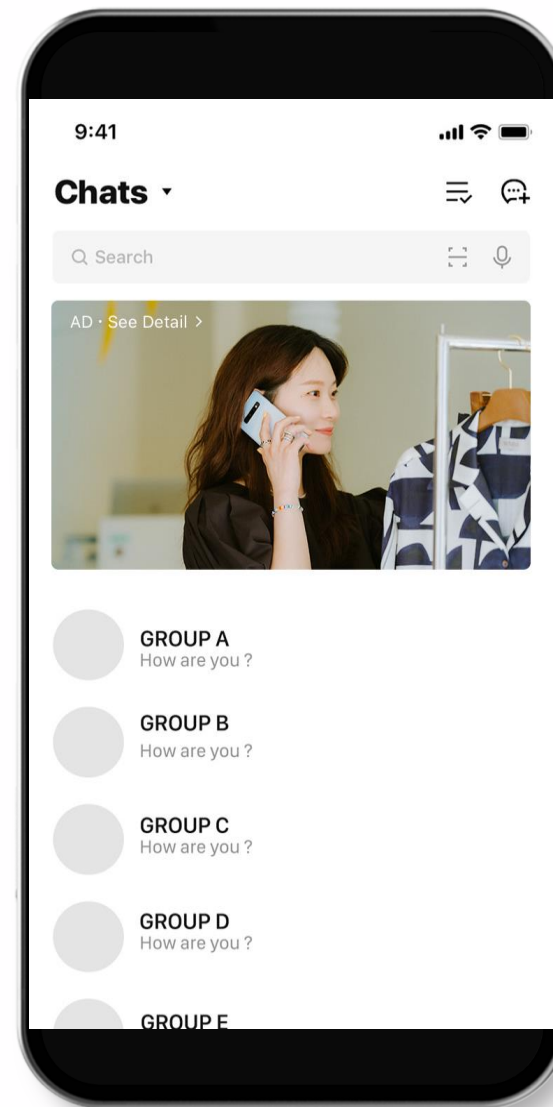 9:41
Chats
Search
AD · See Detail >
GROUP A
How are you ?
GROUP B
How are you ?
GROUP C
How are you ?
GROUP D
How are you ?
GROUP E